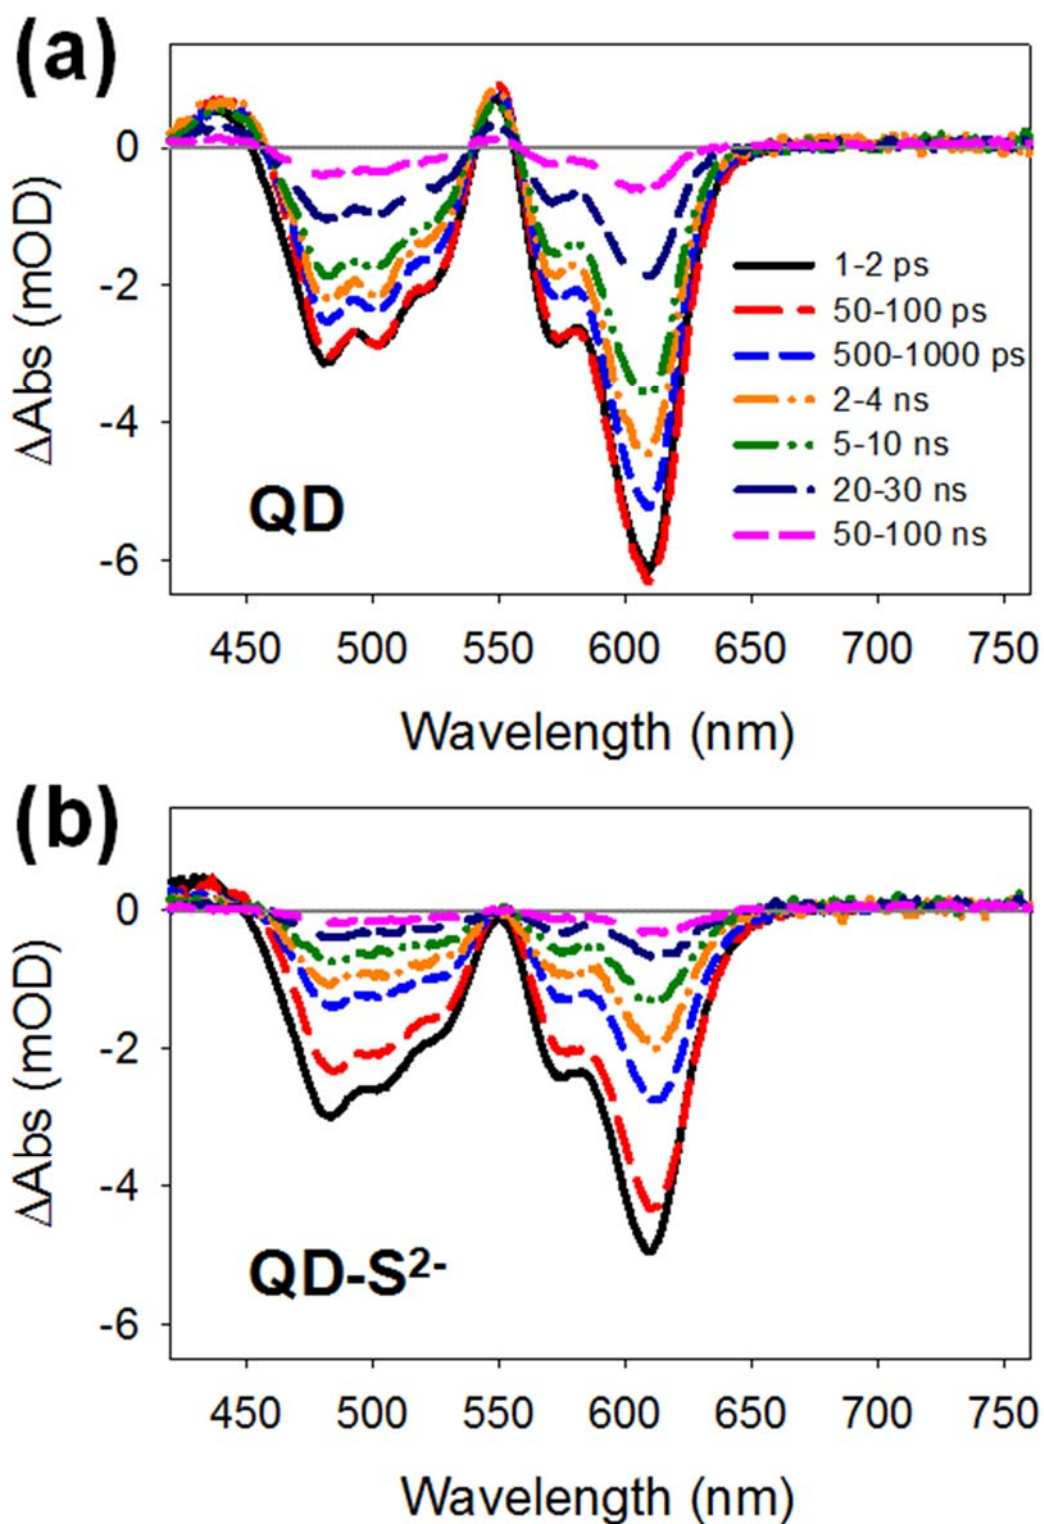 (a)
0
-2
-4
-6
ΔAbs (mOD)
QD
1-2 ps
50-100 ps
500-1000 ps
2-4 ns
5-10 ns
20-30 ns
50-100 ns
450 500 550 600 650 700 750
Wavelength (nm)
(b)
0
-2
-4
-6
ΔAbs (mOD)
QD-S²⁻
450 500 550 600 650 700 750
Wavelength (nm)